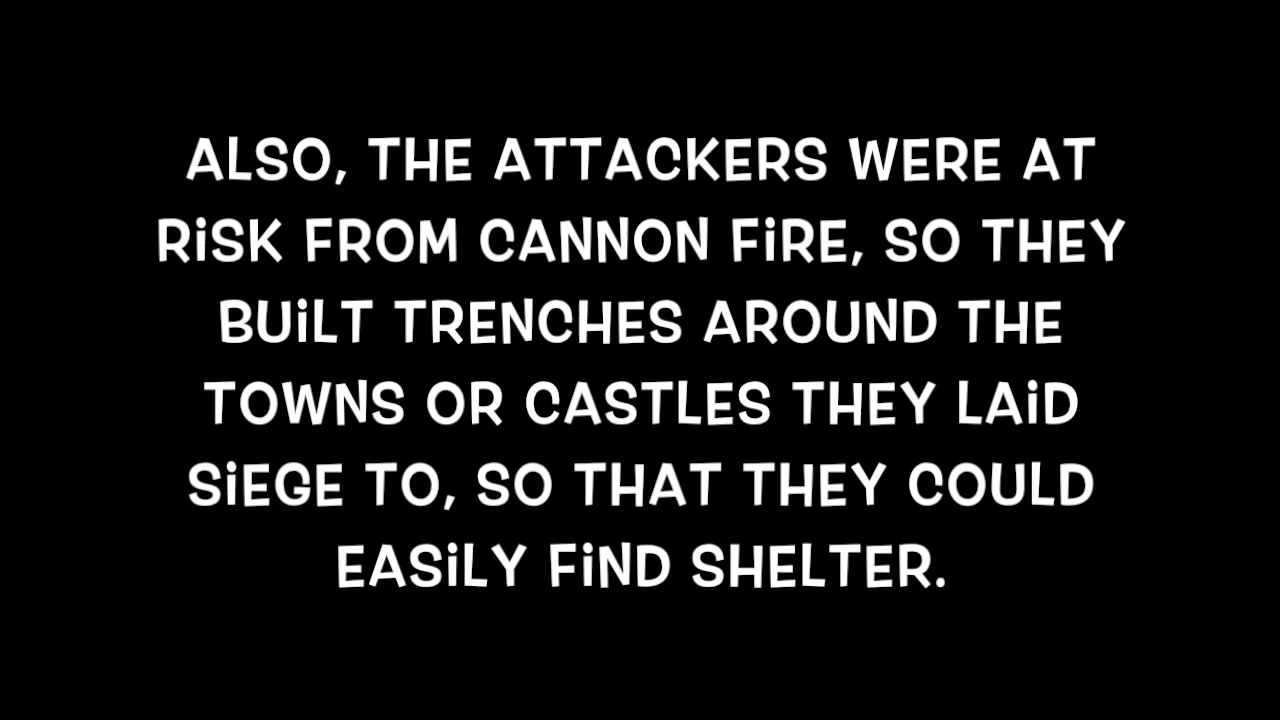 ALSO, THE ATTACKERS WERE AT
RiSK FROM CANNON FiRE, SO THEY
BUiLT TRENCHES AROUND THE
TOWNS OR CASTLES THEY LAiD
SiEGE TO, SO THAT THEY COULD
EASiLY FiND SHELTER.